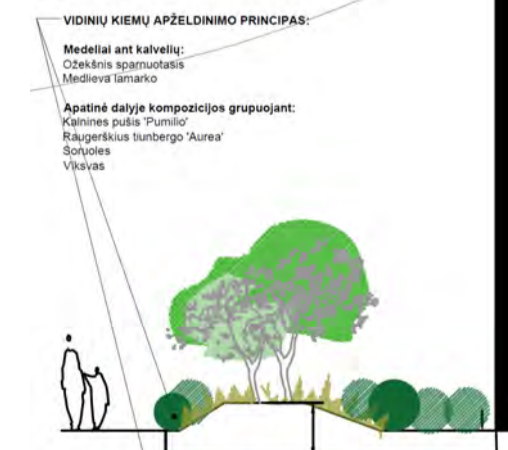 VIDINIŲ KIEMŲ APŽELDINIMO PRINCIPAS:
Medeliai ant kalvelių:
Ožekšnis sparnuotasis
Medlieva lamarko
Apatinė dalyje kompozicijos grupuojant:
Kalnines pušis 'Pumilio'
Raugerškius tiunbergo 'Aurea'
Soruoles
Viksvas